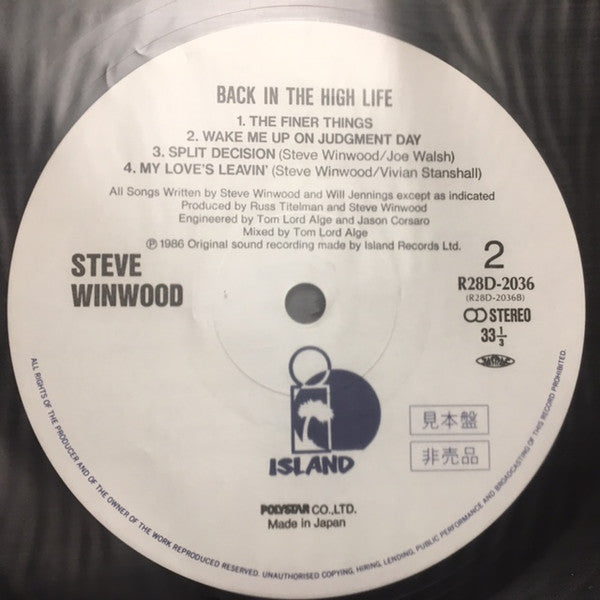 BACK IN THE HIGH LIFE
1. THE FINER THINGS
2. WAKE ME UP ON JUDGMENT DAY
3. SPLIT DECISION (Steve Winwood/Joe Walsh)
4. MY LOVE'S LEAVIN' (Steve Winwood/Vivian Stanshall)
All Songs Written by Steve Winwood and Will Jennings except as indicated
Produced by Russ Titelman and Steve Winwood
Engineered by Tom Lord Alge and Jason Corsaro
Mixed by Tom Lord Alge
℗ 1986 Original sound recording made by Island Records Ltd.
STEVE
WINWOOD
2
R28D-2036
(R28D-2036B)
STEREO
33 1/3
JASRAC
ISLAND
見本盤
非売品
POLYSTAR CO.,LTD.
Made in Japan
ALL RIGHTS OF THE PRODUCER AND OF THE OWNER OF THE WORK REPRODUCED RESERVED. UNAUTHORISED COPYING, HIRING, LENDING, PUBLIC PERFORMANCE AND BROADCASTING OF THIS RECORD PROHIBITED.